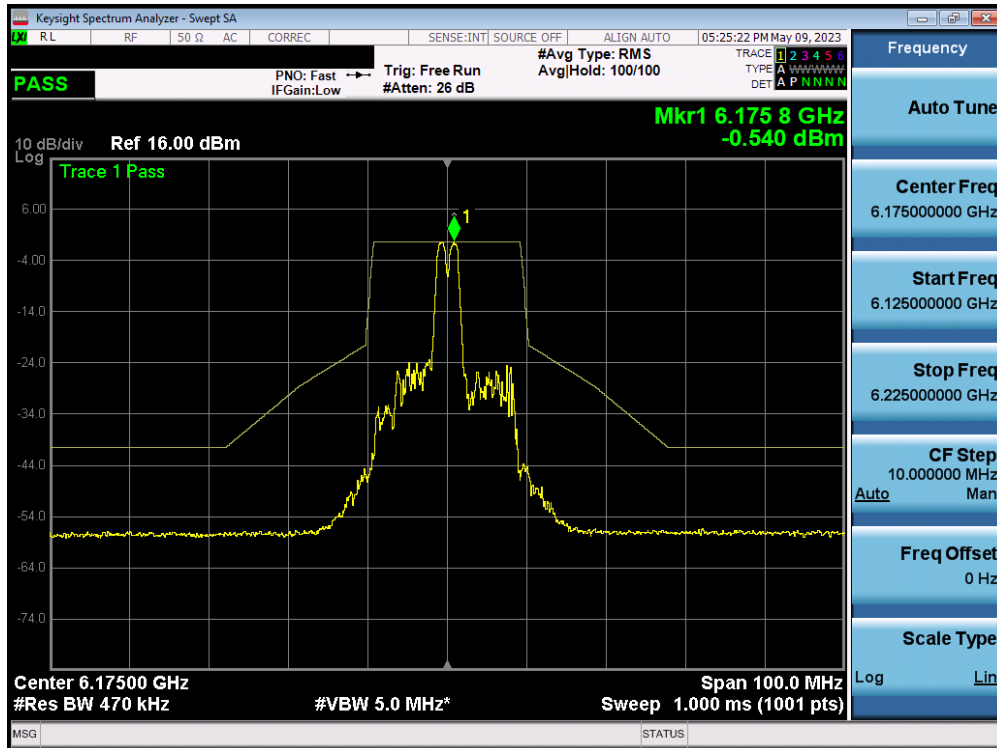 Keysight Spectrum Analyzer - Swept SA
LXI RL RF 50 Ω AC CORREC SENSE:INT SOURCE OFF ALIGN AUTO 05:25:22 PM May 09, 2023
PASS
PNO: Fast
IFGain:Low
Trig: Free Run
#Atten: 26 dB
#Avg Type: RMS
Avg|Hold: 100/100
TRACE 1 2 3 4 5 6
TYPE A WWWWW
DET A P N N N N
Mkr1 6.175 8 GHz
-0.540 dBm
10 dB/div Ref 16.00 dBm
Log
Trace 1 Pass
1
6.00
-4.00
-14.0
-24.0
-34.0
-44.0
-54.0
-64.0
-74.0
Center 6.17500 GHz Span 100.0 MHz
#Res BW 470 kHz #VBW 5.0 MHz* Sweep 1.000 ms (1001 pts)
MSG STATUS
Frequency
Auto Tune
Center Freq
6.175000000 GHz
Start Freq
6.125000000 GHz
Stop Freq
6.225000000 GHz
CF Step
10.000000 MHz
Auto Man
Freq Offset
0 Hz
Scale Type
Log Lin